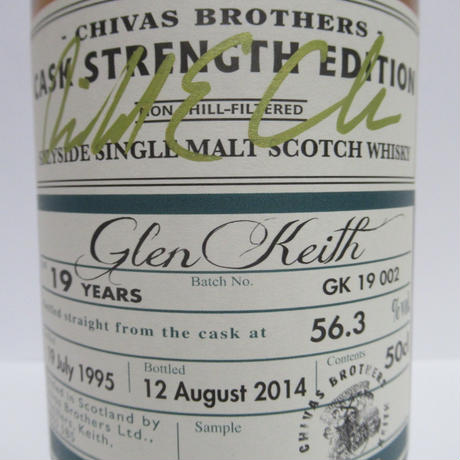 - CHIVAS BROTHERS -
CASK STRENGTH EDITION
NON CHILL-FILTERED
SPEYSIDE SINGLE MALT SCOTCH WHISKY
Glen Keith
19 YEARS
Batch No.
GK 19 002
straight from the cask at
56.3
%vol.
July 1995
Bottled
12 August 2014
Contents
50cl
in Scotland by
Brothers Ltd.,
Keith,
Sample
CHIVAS BROTHERS